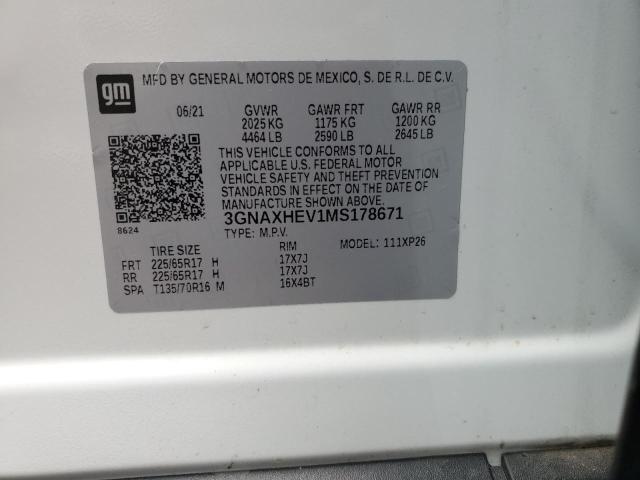 gm
MFD BY GENERAL MOTORS DE MEXICO, S. DE R.L. DE C.V.
06/21 GVWR GAWR FRT GAWR RR
2025 KG 1175 KG 1200 KG
4464 LB 2590 LB 2645 LB
THIS VEHICLE CONFORMS TO ALL
APPLICABLE U.S. FEDERAL MOTOR
VEHICLE SAFETY AND THEFT PREVENTION
STANDARDS IN EFFECT ON THE DATE OF
MANUFACTURE SHOWN ABOVE.
3GNAXHEV1MS178671
8624
TYPE: M.P.V. MODEL: 111XP26
TIRE SIZE RIM
FRT 225/65R17 H 17X7J
RR 225/65R17 H 17X7J
SPA T135/70R16 M 16X4BT